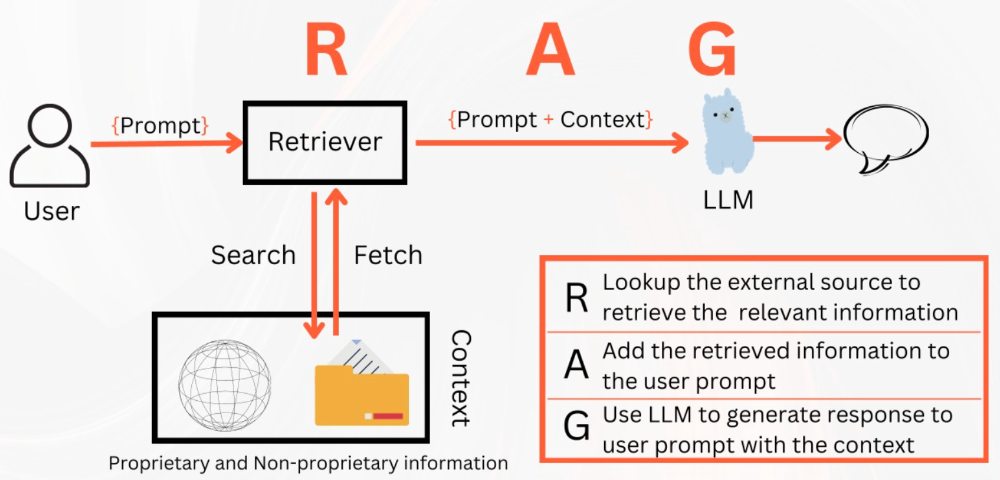 R A G
{Prompt}
Retriever
{Prompt + Context}
User
LLM
Search
Fetch
Context
Proprietary and Non-proprietary information
R
Lookup the external source to
retrieve the relevant information
A
Add the retrieved information to
the user prompt
G
Use LLM to generate response to
user prompt with the context